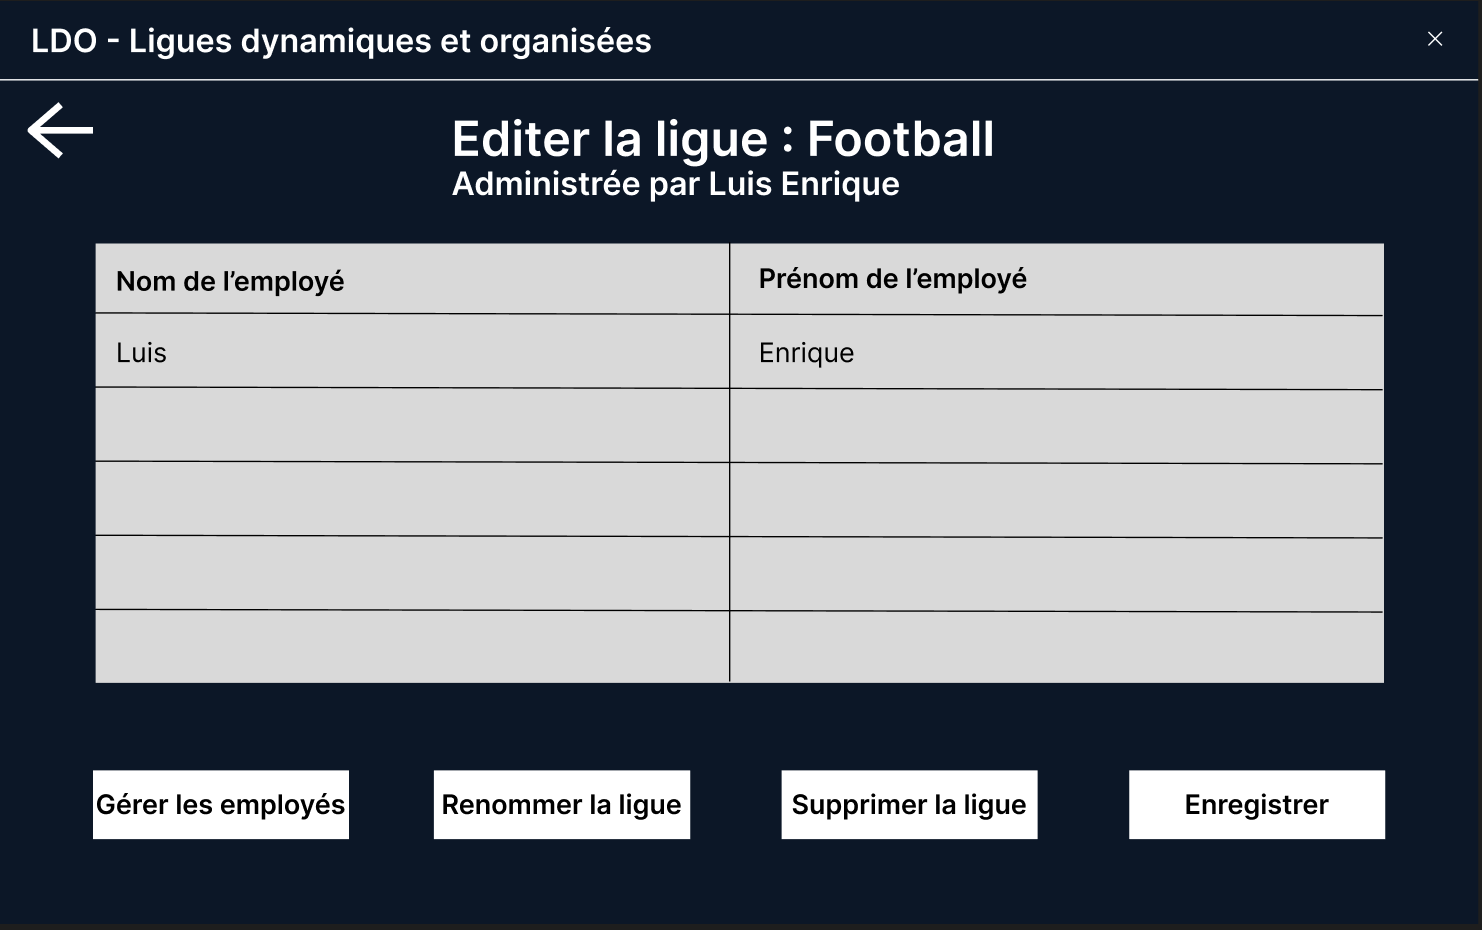 LDO - Ligues dynamiques et organisées
Editer la ligue : Football
Administrée par Luis Enrique
Nom de l’employé
Prénom de l’employé
Luis
Enrique
Gérer les employés
Renommer la ligue
Supprimer la ligue
Enregistrer